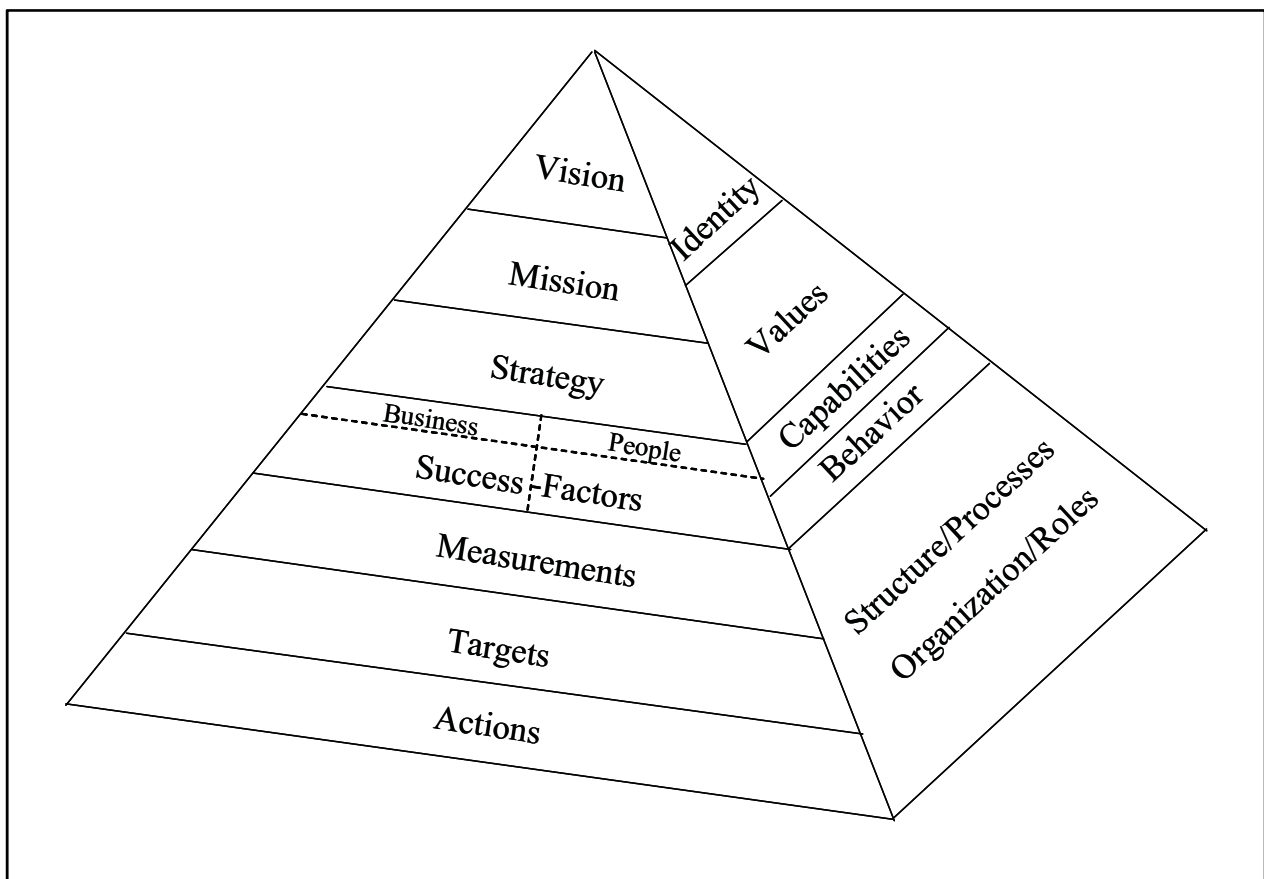 Vision
Mission
Strategy
Business
People
Success-Factors
Measurements
Targets
Actions
Identity
Values
Capabilities
Behavior
Structure/Processes
Organization/Roles